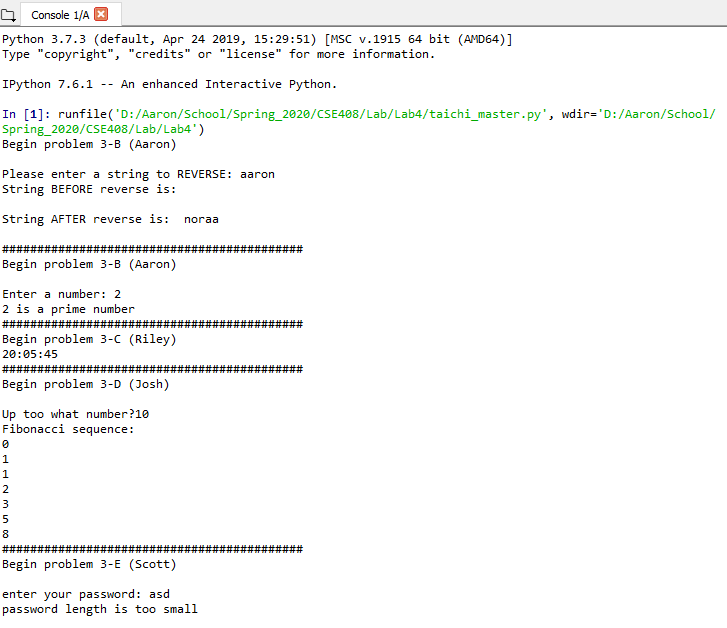 Console 1/A
Python 3.7.3 (default, Apr 24 2019, 15:29:51) [MSC v.1915 64 bit (AMD64)]
Type "copyright", "credits" or "license" for more information.
IPython 7.6.1 -- An enhanced Interactive Python.
In [1]: runfile('D:/Aaron/School/Spring_2020/CSE408/Lab/Lab4/taichi_master.py', wdir='D:/Aaron/School/
Spring_2020/CSE408/Lab/Lab4')
Begin problem 3-B (Aaron)
Please enter a string to REVERSE: aaron
String BEFORE reverse is:
String AFTER reverse is:  noraa
###########################################
Begin problem 3-B (Aaron)
Enter a number: 2
2 is a prime number
###########################################
Begin problem 3-C (Riley)
20:05:45
###########################################
Begin problem 3-D (Josh)
Up too what number?10
Fibonacci sequence:
0
1
1
2
3
5
8
###########################################
Begin problem 3-E (Scott)
enter your password: asd
password length is too small